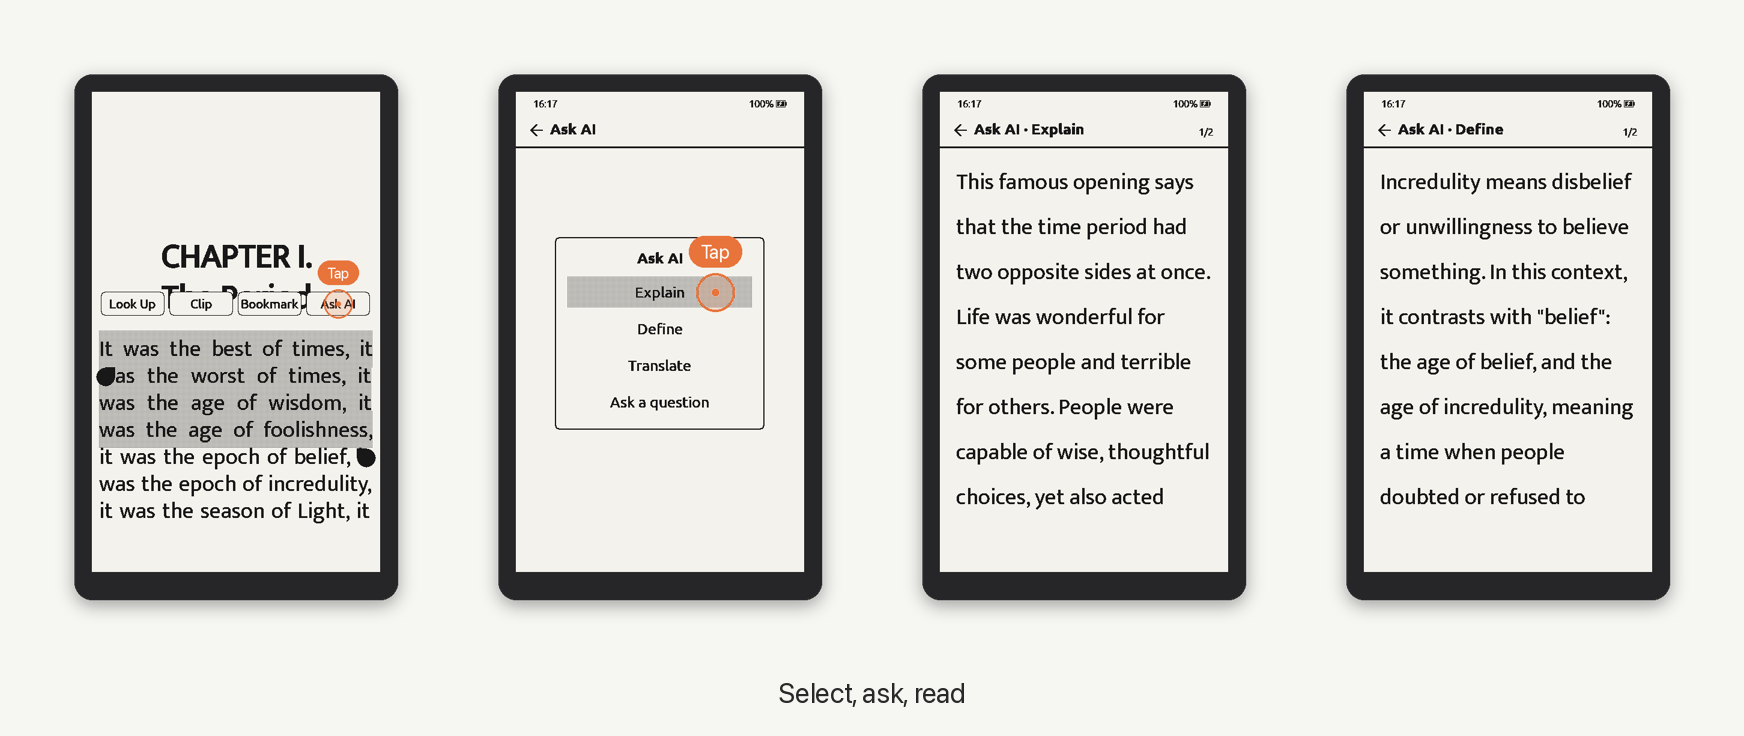 CHAPTER I.
The Period
Tap
Look Up
Clip
Bookmark
Ask AI
It was the best of times, it
as the worst of times, it
was the age of wisdom, it
was the age of foolishness,
it was the epoch of belief,
was the epoch of incredulity,
it was the season of Light, it
16:17
100%
← Ask AI
Ask AI
Tap
Explain
Define
Translate
Ask a question
16:17
100%
← Ask AI · Explain
1/2
This famous opening says
that the time period had
two opposite sides at once.
Life was wonderful for
some people and terrible
for others. People were
capable of wise, thoughtful
choices, yet also acted
16:17
100%
← Ask AI · Define
1/2
Incredulity means disbelief
or unwillingness to believe
something. In this context,
it contrasts with "belief":
the age of belief, and the
age of incredulity, meaning
a time when people
doubted or refused to
Select, ask, read